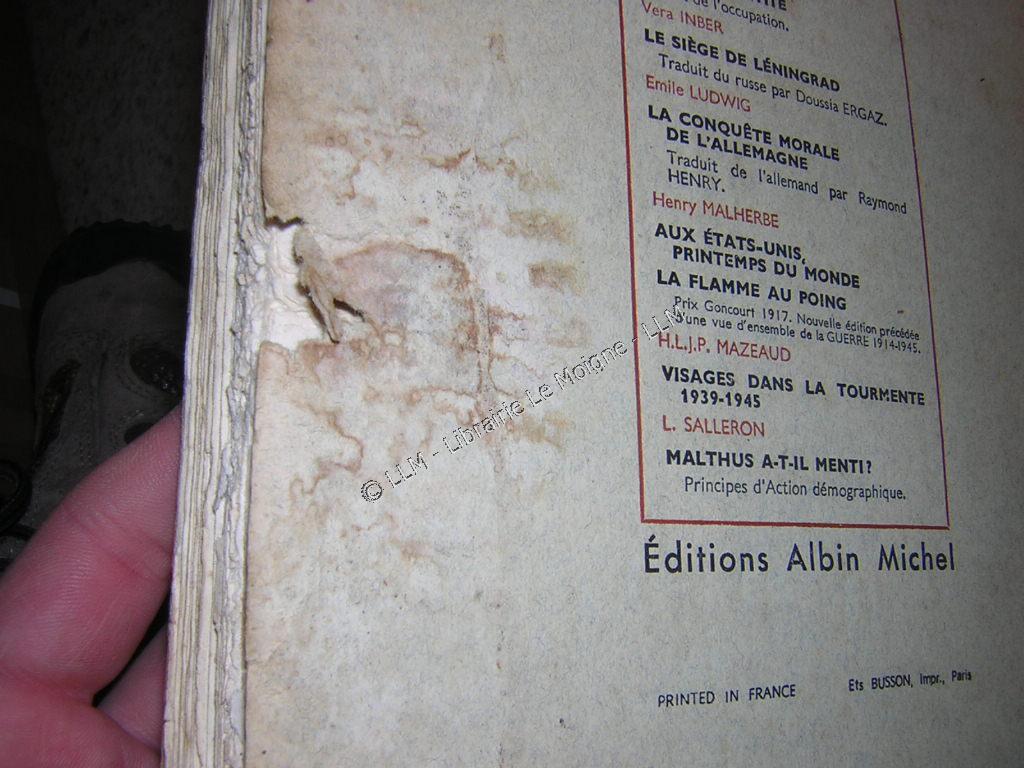 de l'occupation.
Vera INBER
LE SIÈGE DE LÉNINGRAD
Traduit du russe par Doussia ERGAZ.
Emile LUDWIG
LA CONQUÊTE MORALE
DE L'ALLEMAGNE
Traduit de l'allemand par Raymond
HENRY.
Henry MALHERBE
AUX ÉTATS-UNIS,
PRINTEMPS DU MONDE
LA FLAMME AU POING
Prix Goncourt 1917. Nouvelle édition précédée
d'une vue d'ensemble de la GUERRE 1914-1945.
H.L.J.P. MAZEAUD
VISAGES DANS LA TOURMENTE
1939-1945
L. SALLERON
MALTHUS A-T-IL MENTI?
Principes d'Action démographique.
Éditions Albin Michel
PRINTED IN FRANCE
Ets BUSSON, Impr., Paris
© LLM - Librairie Le Moigne - LLM